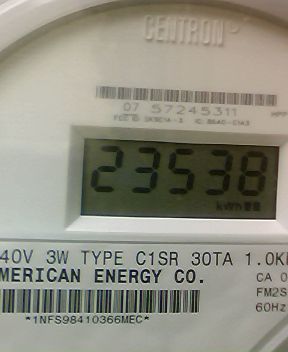 CENTRON
07 57245311
23538
kWh
40V 3W TYPE C1SR 30TA 1.0K
MERICAN ENERGY CO.
CA 0
FM2S
60Hz
*1NFS98410366MEC*